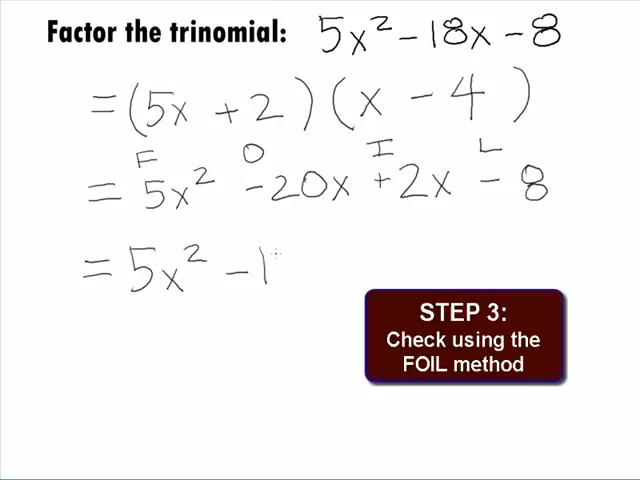 Factor the trinomial: 5x² - 18x - 8
= (5x + 2) (x - 4)
F O I L
= 5x² - 20x + 2x - 8
= 5x² - 1
STEP 3:
Check using the
FOIL method